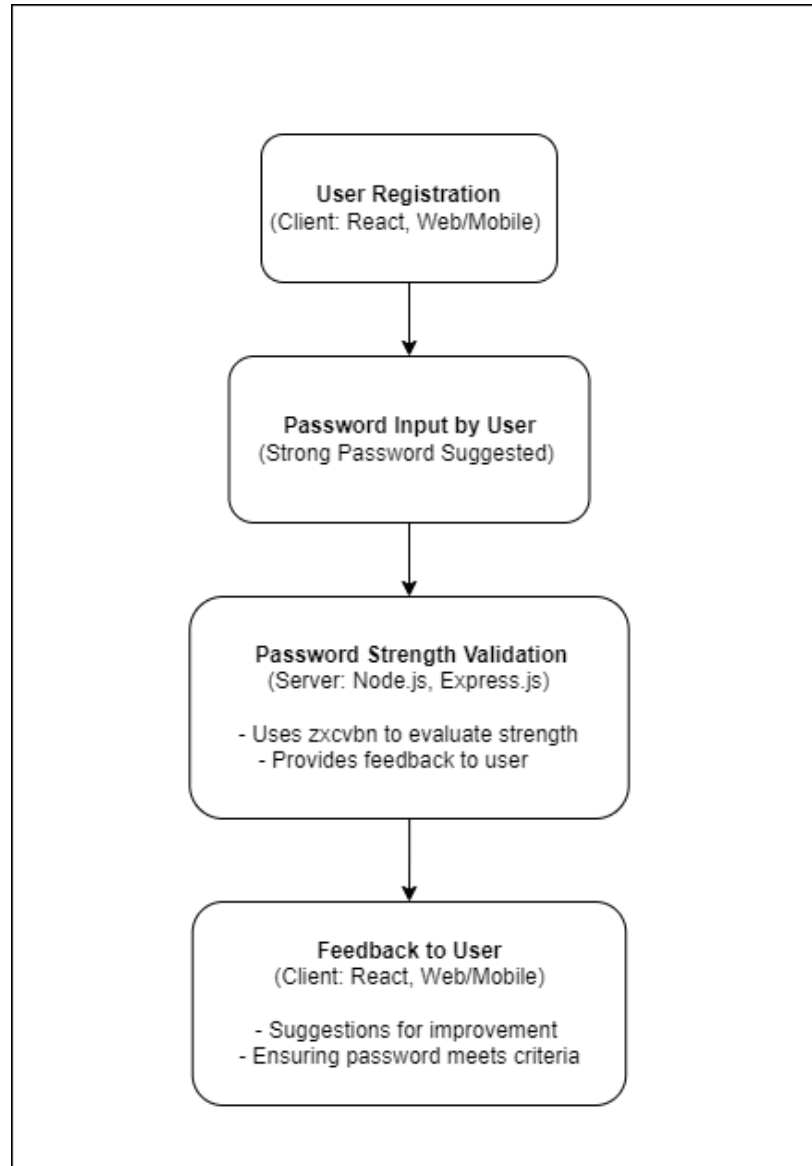 User Registration
(Client: React, Web/Mobile)
Password Input by User
(Strong Password Suggested)
Password Strength Validation
(Server: Node.js, Express.js)
- Uses zxcvbn to evaluate strength
- Provides feedback to user
Feedback to User
(Client: React, Web/Mobile)
- Suggestions for improvement
- Ensuring password meets criteria